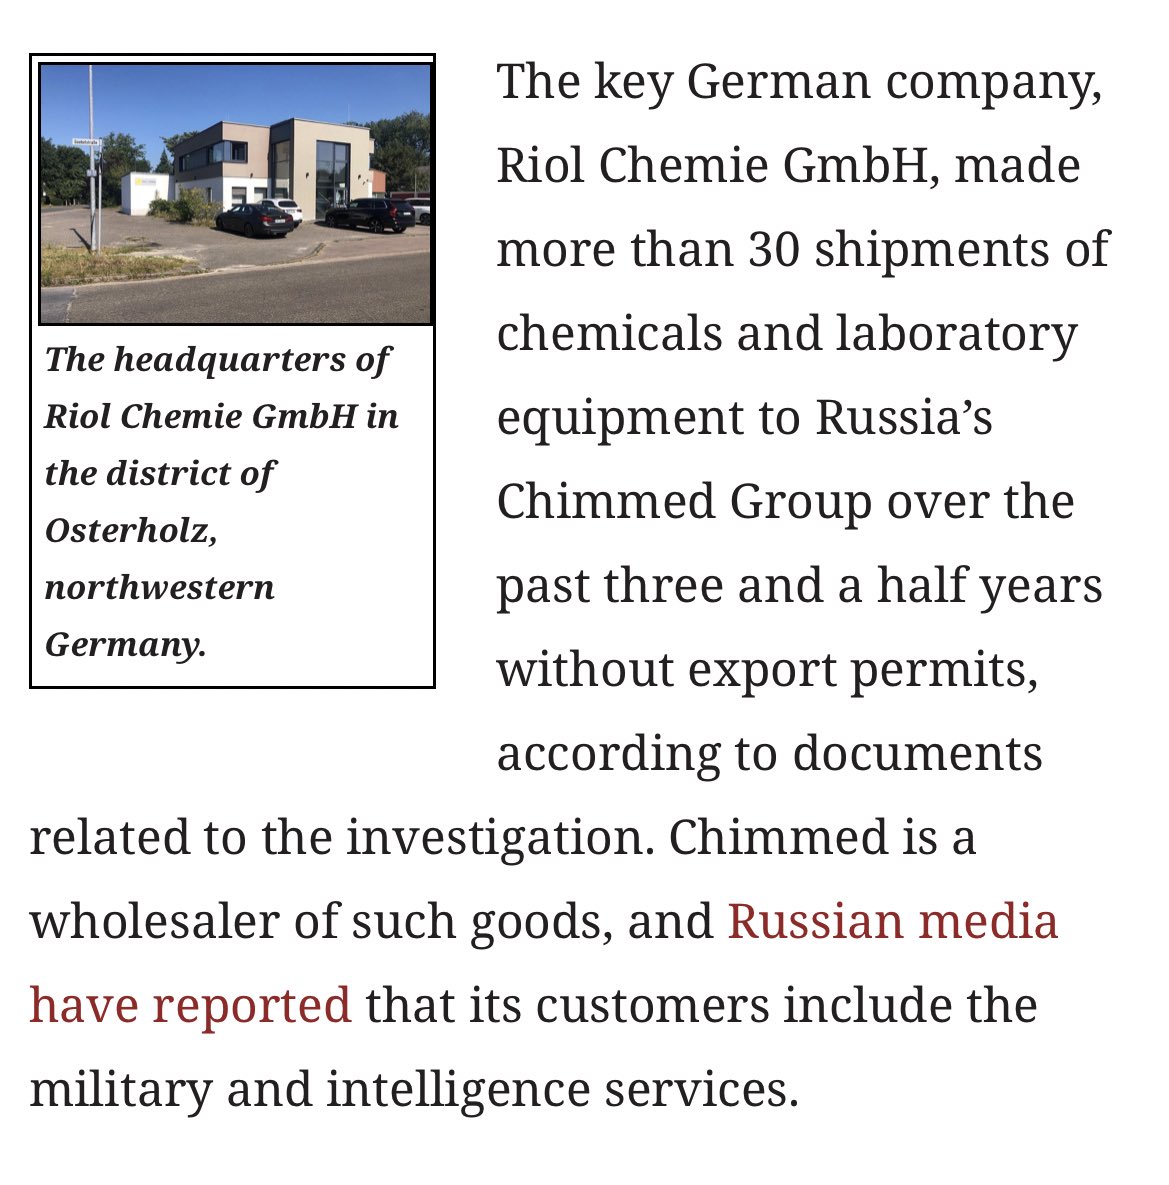 The headquarters of
Riol Chemie GmbH in
the district of
Osterholz,
northwestern
Germany.
The key German company,
Riol Chemie GmbH, made
more than 30 shipments of
chemicals and laboratory
equipment to Russia’s
Chimmed Group over the
past three and a half years
without export permits,
according to documents
related to the investigation. Chimmed is a
wholesaler of such goods, and Russian media
have reported that its customers include the
military and intelligence services.